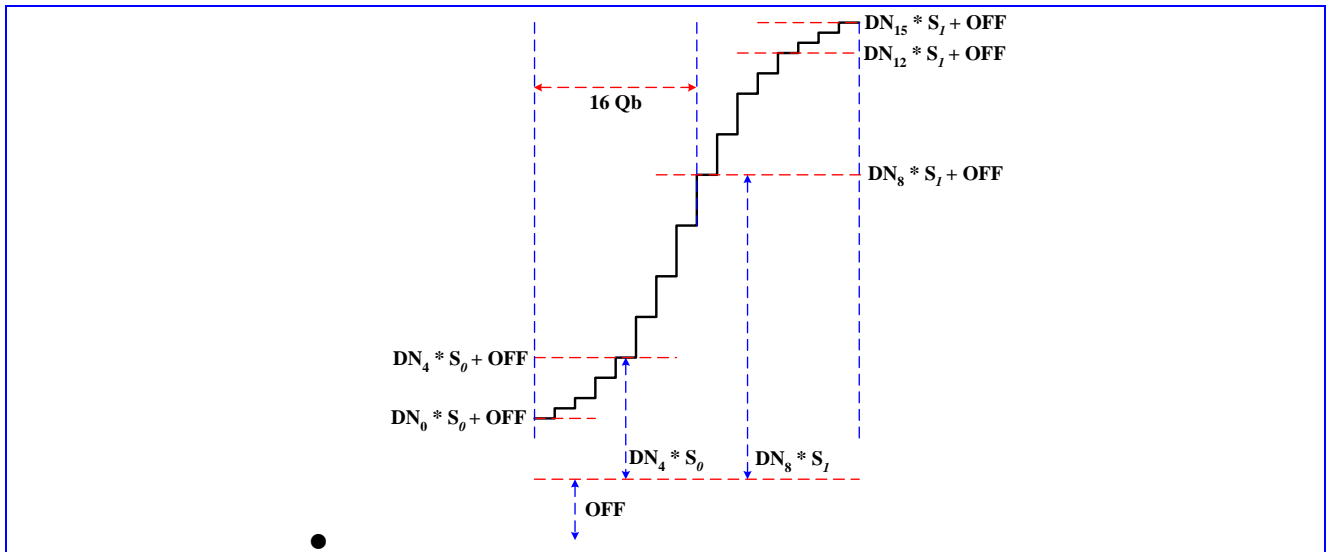 DN₁₅ * S₁ + OFF
DN₁₂ * S₁ + OFF
16 Qb
DN₈ * S₁ + OFF
DN₄ * S₀ + OFF
DN₀ * S₀ + OFF
DN₄ * S₀
DN₈ * S₁
OFF